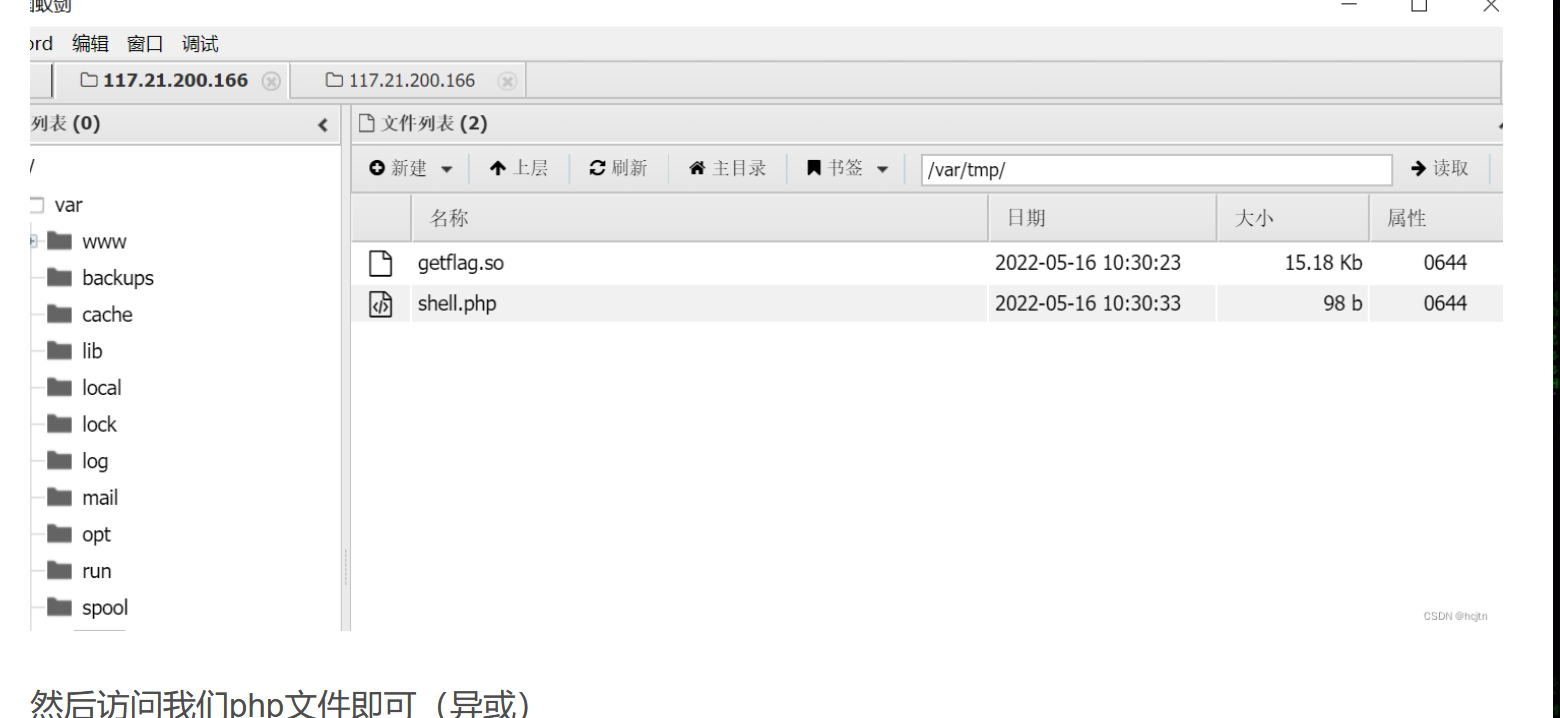 蚁剑
编辑 窗口 调试
117.21.200.166 117.21.200.166
列表 (0) 文件列表 (2)
/ 新建 上层 刷新 主目录 书签 /var/tmp/ 读取
var 名称 日期 大小 属性
www
getflag.so 2022-05-16 10:30:23 15.18 Kb 0644
backups
shell.php 2022-05-16 10:30:33 98 b 0644
cache
lib
local
lock
log
mail
opt
run
spool
CSDN @hcjtn
然后访问我们php文件即可（异或）